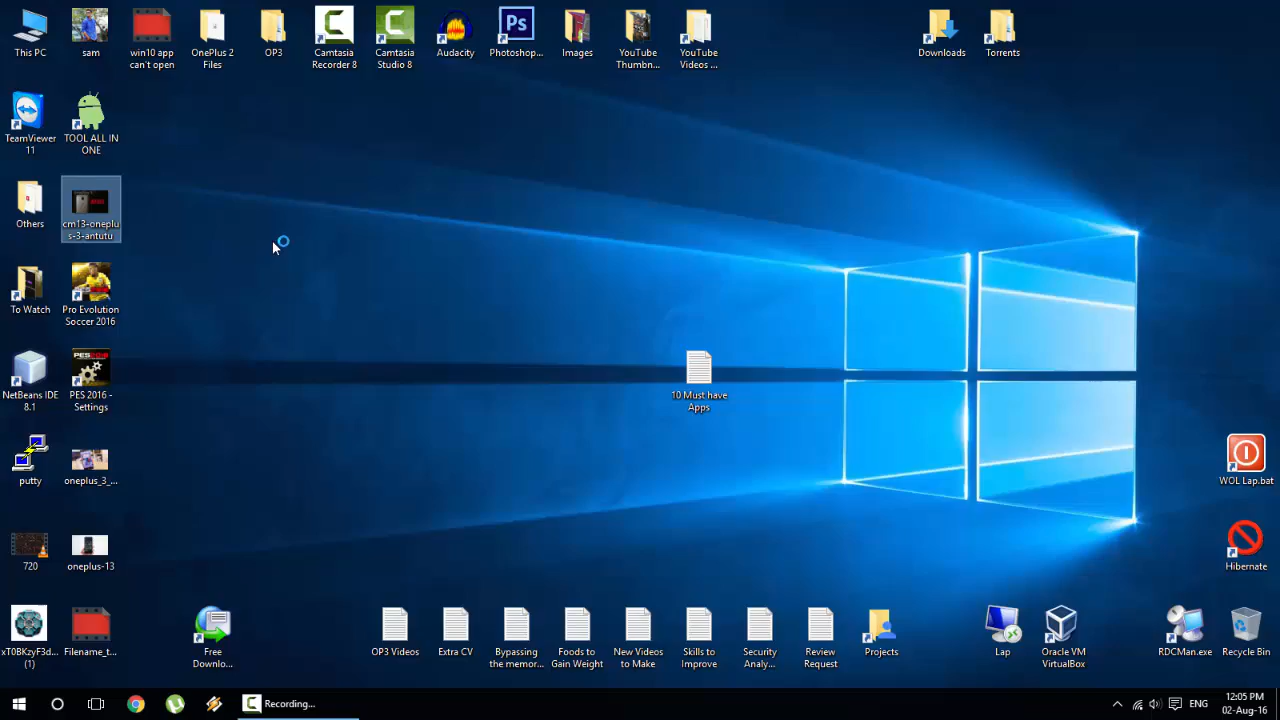 This PC
sam
win10 app
can't open
OnePlus 2
Files
OP3
Camtasia
Recorder 8
Camtasia
Studio 8
Audacity
Ps
Photoshop...
Images
YouTube
Thumbn...
YouTube
Videos ...
Downloads
Torrents
TeamViewer
11
TOOL ALL IN
ONE
Others
cm13-oneplu
s-3-antutu
To Watch
Pro Evolution
Soccer 2016
NetBeans IDE
8.1
PES2016
PES 2016 -
Settings
10 Must have
Apps
putty
oneplus_3_...
WOL Lap.bat
720
oneplus-13
Hibernate
xT0BKzyF3d...
(1)
Filename_t...
Free
Downlo...
OP3 Videos
Extra CV
Bypassing
the memor...
Foods to
Gain Weight
New Videos
to Make
Skills to
Improve
Security
Analy...
Review
Request
Projects
Lap
Oracle VM
VirtualBox
RDCMan.exe
Recycle Bin
Recording...
ENG
12:05 PM
02-Aug-16